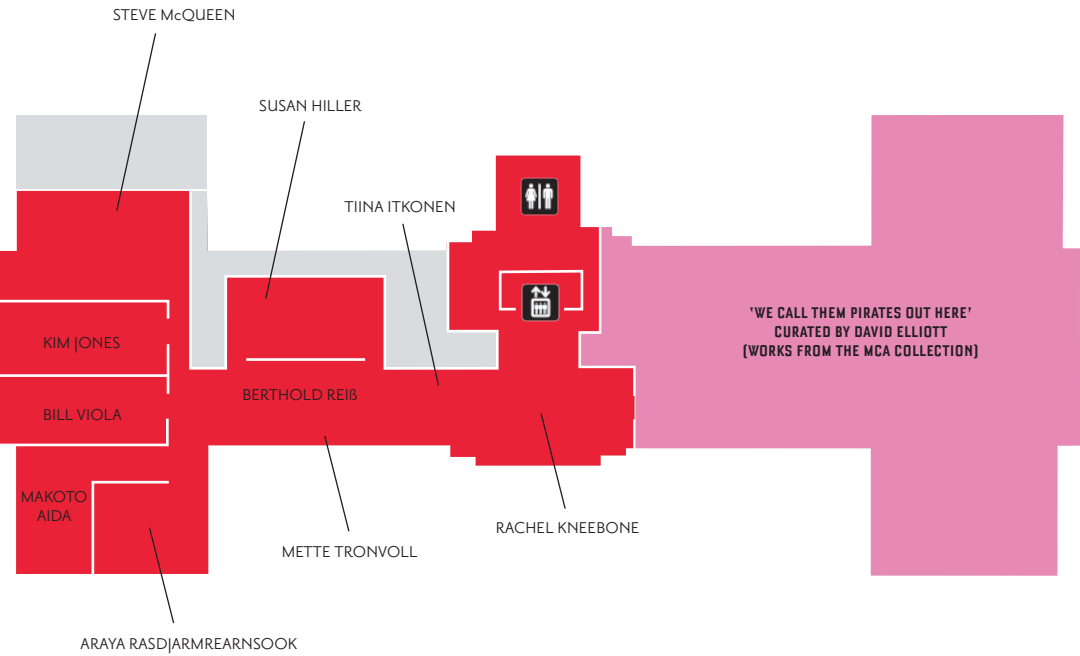 STEVE McQUEEN
SUSAN HILLER
TIINA ITKONEN
'WE CALL THEM PIRATES OUT HERE'
CURATED BY DAVID ELLIOTT
(WORKS FROM THE MCA COLLECTION)
KIM JONES
BERTHOLD REIß
BILL VIOLA
MAKOTO
AIDA
RACHEL KNEEBONE
METTE TRONVOLL
ARAYA RASDJARMREARNSOOK